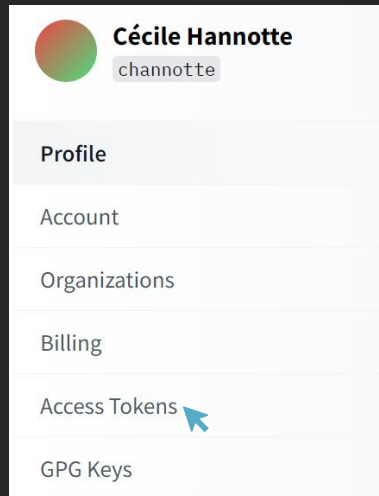 Cécile Hannotte
channotte
Profile
Account
Organizations
Billing
Access Tokens
GPG Keys